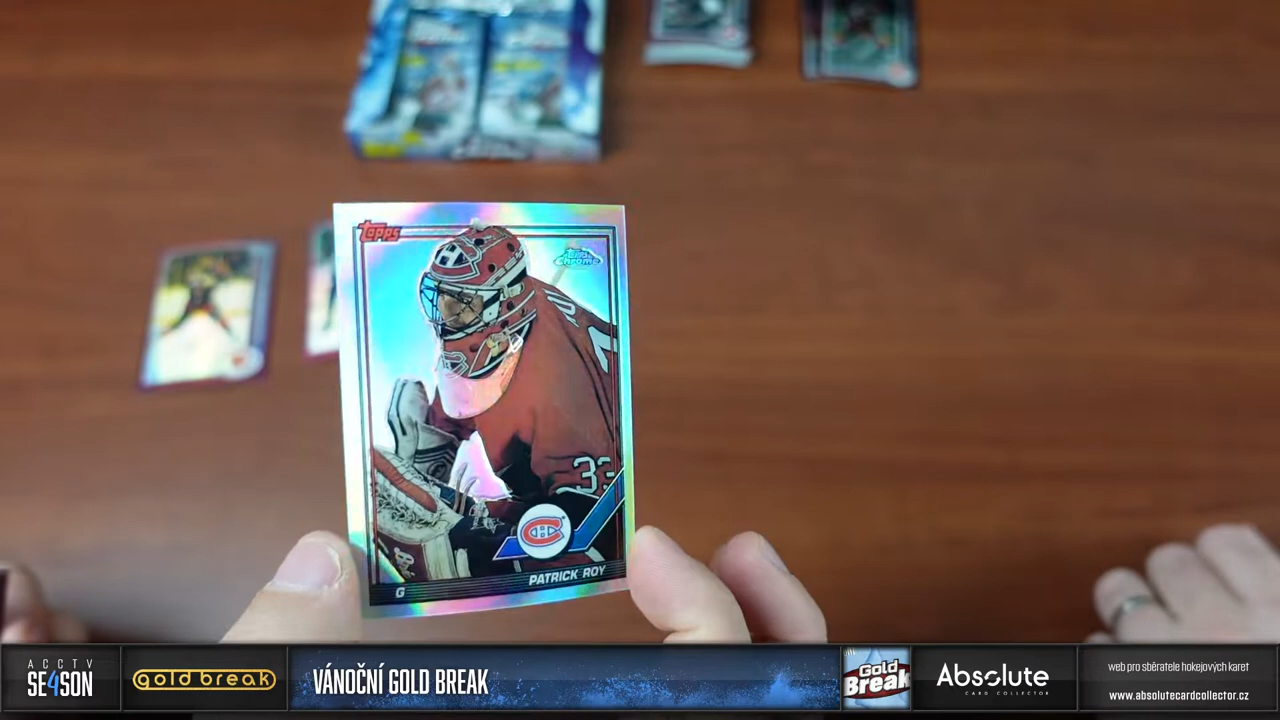 Topps
Topps
Chrome
33
C
PATRICK ROY
G
ACCTV
SE4SON
gold break
VÁNOČNÍ GOLD BREAK
Gold
Break
Absolute
CARD COLLECTOR
web pro sběratele hokejových karet
www.absolutecardcollector.cz